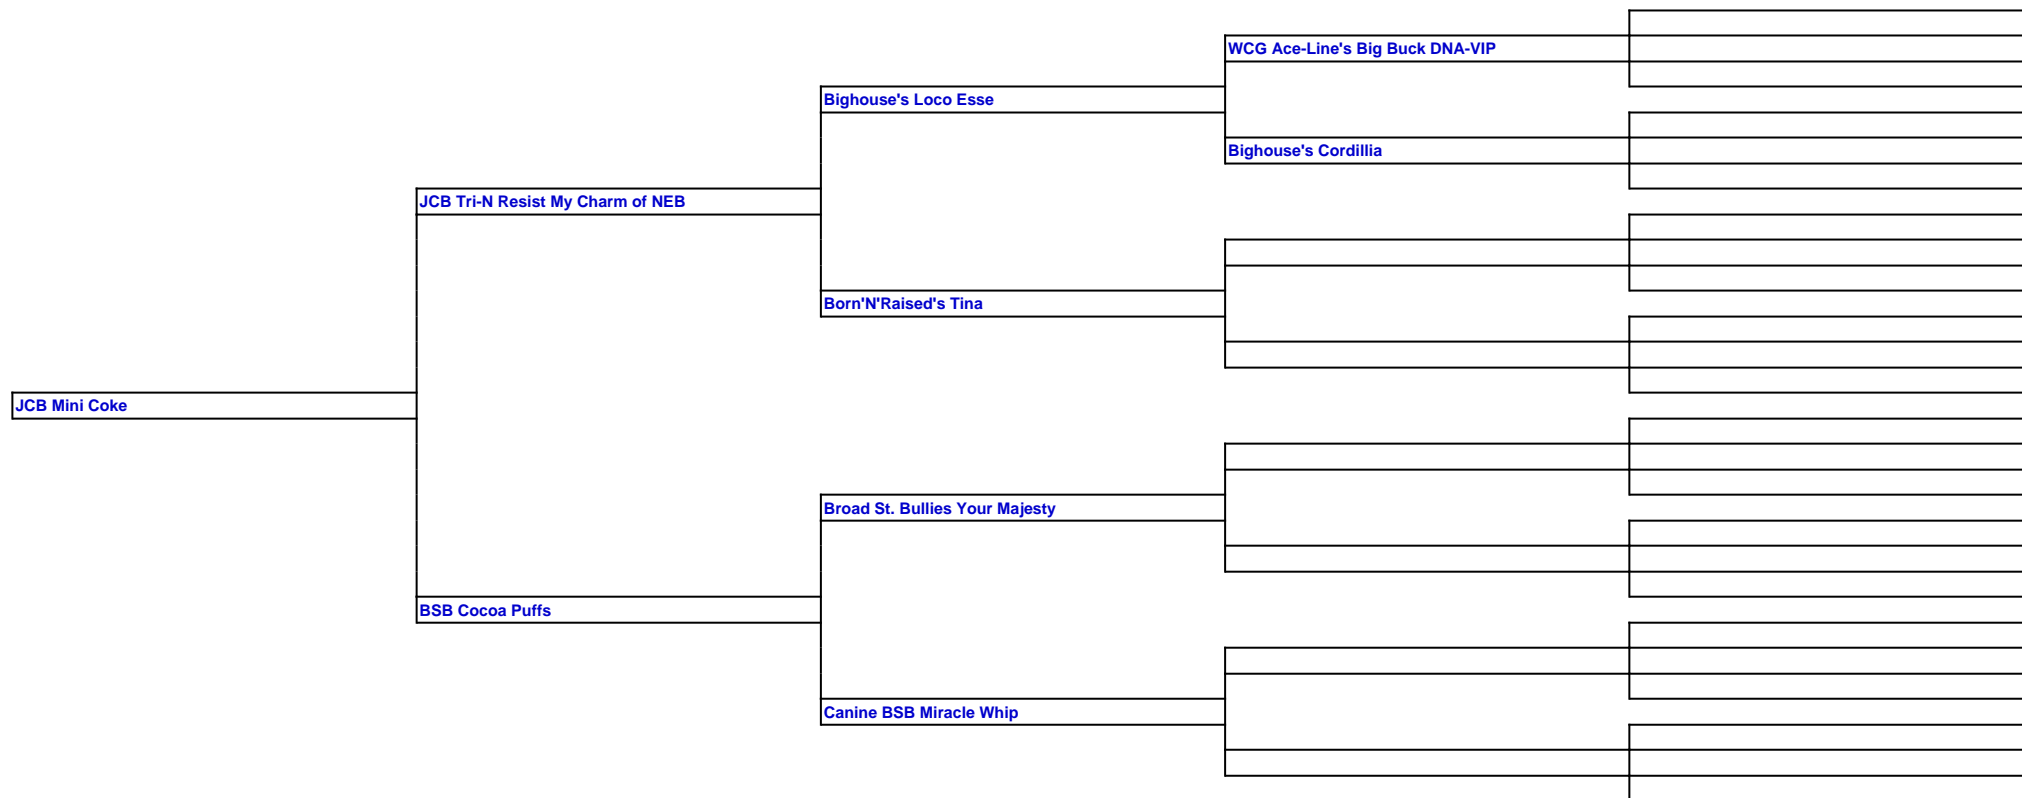 WCG Ace-Line's Big Buck DNA-VIP
Bighouse's Loco Esse
Bighouse's Cordillia
JCB Tri-N Resist My Charm of NEB
Born'N'Raised's Tina
JCB Mini Coke
Broad St. Bullies Your Majesty
BSB Cocoa Puffs
Canine BSB Miracle Whip